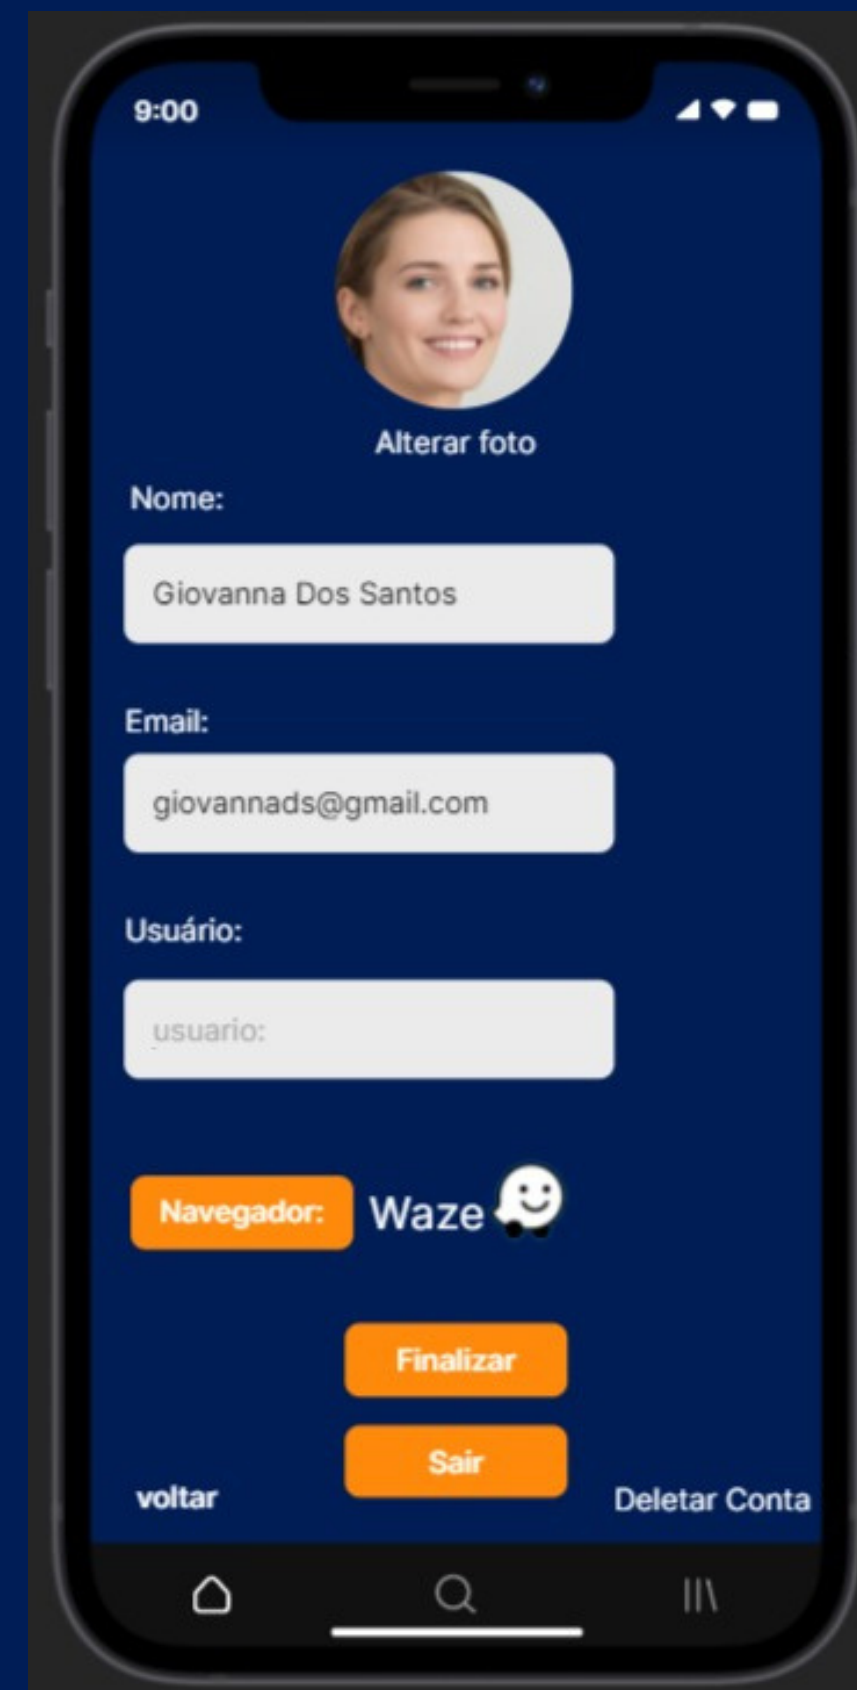 9:00
Alterar foto
Nome:
Giovanna Dos Santos
Email:
giovannads@gmail.com
Usuário:
usuario:
Navegador: Waze
Finalizar
Sair
voltar
Deletar Conta